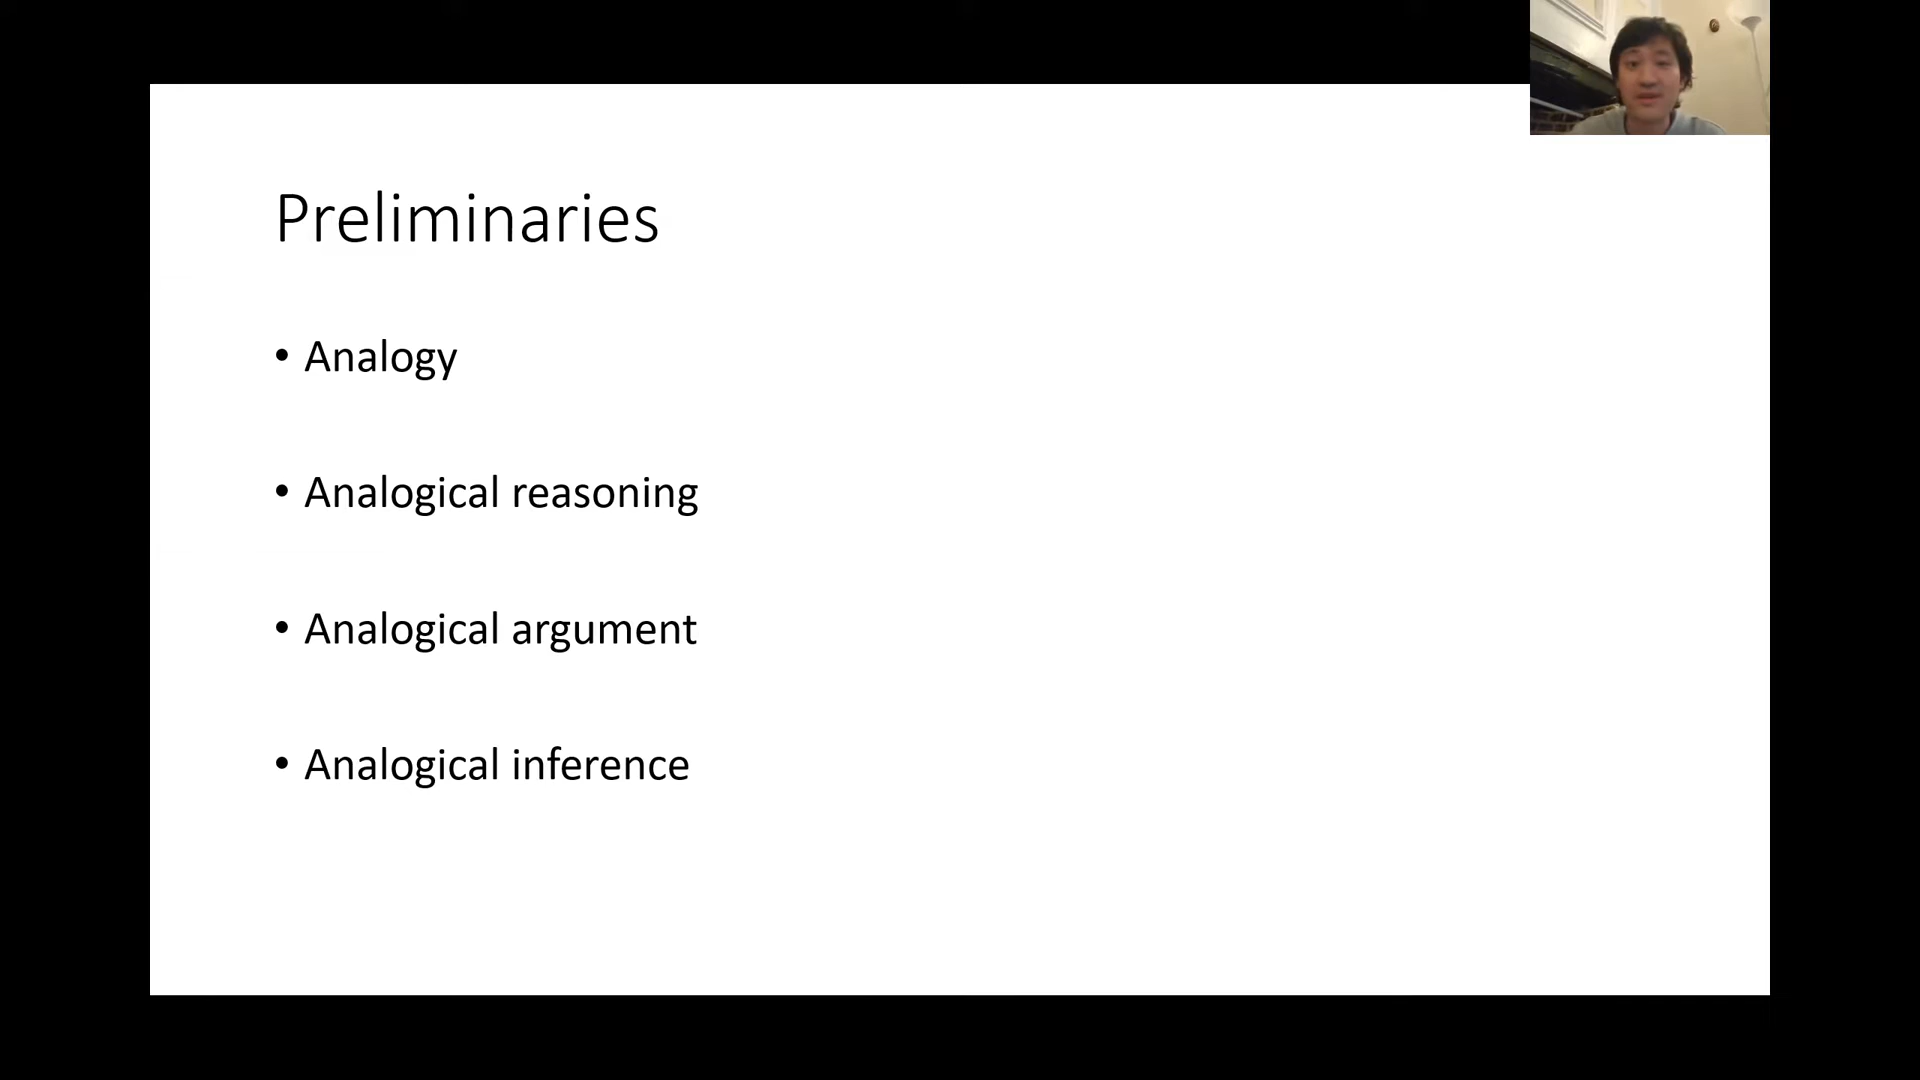 Preliminaries
• Analogy
• Analogical reasoning
• Analogical argument
• Analogical inference